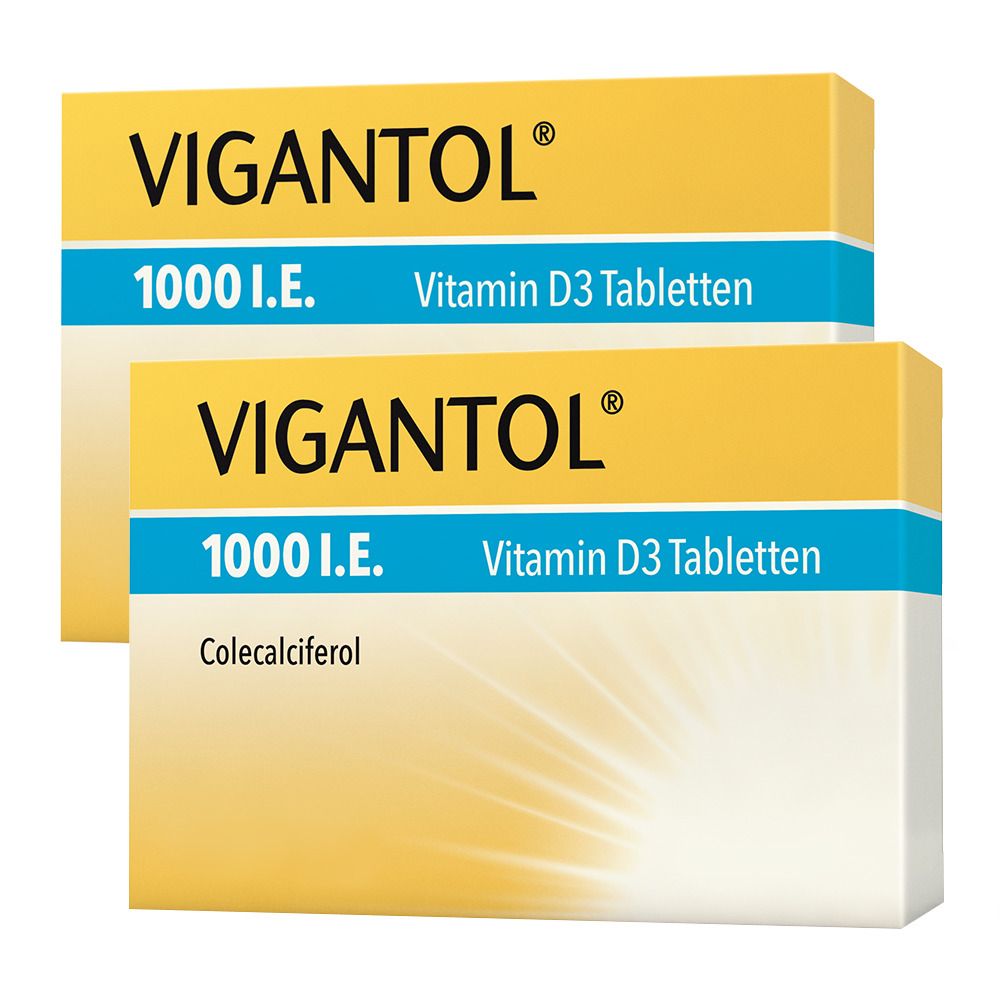 VIGANTOL®
1000 I.E. Vitamin D3 Tabletten
VIGANTOL®
1000 I.E. Vitamin D3 Tabletten
Colecalciferol